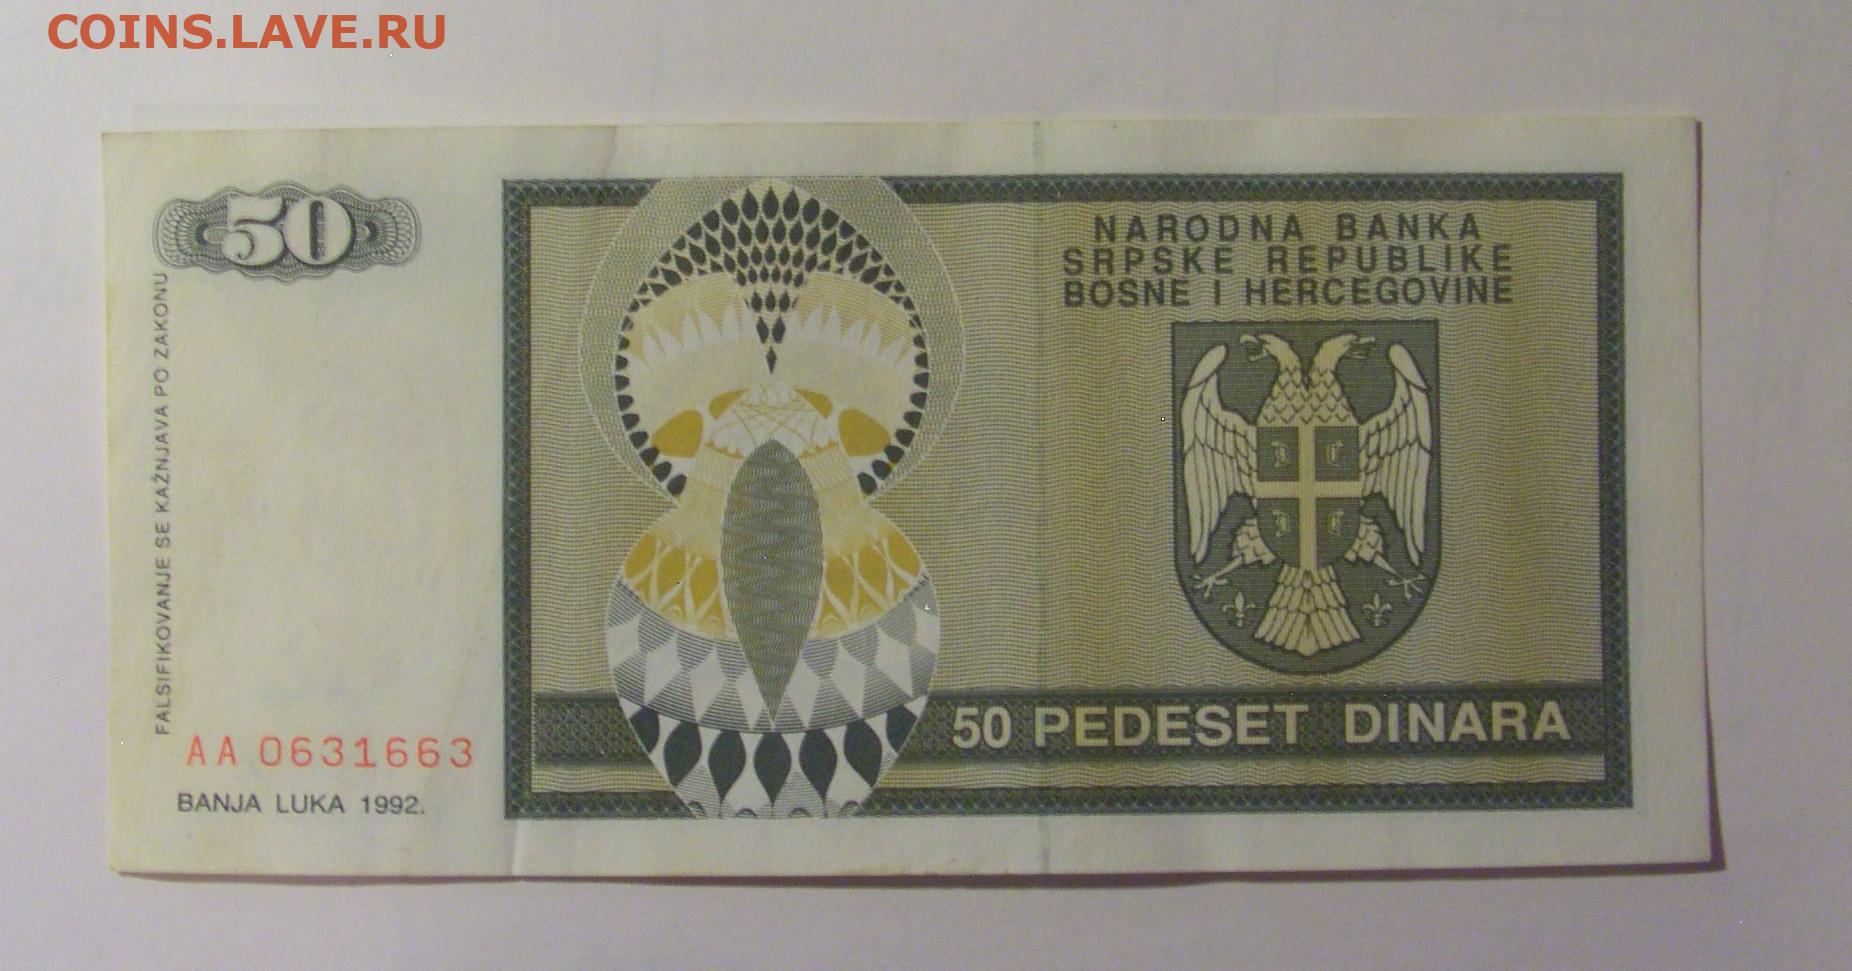 COINS.LAVE.RU
50
NARODNA BANKA
SRPSKE REPUBLIKE
BOSNE I HERCEGOVINE
FALSIFIKOVANJE SE KAŽNJAVA PO ZAKONU
50 PEDESET DINARA
AA 0631663
BANJA LUKA 1992.